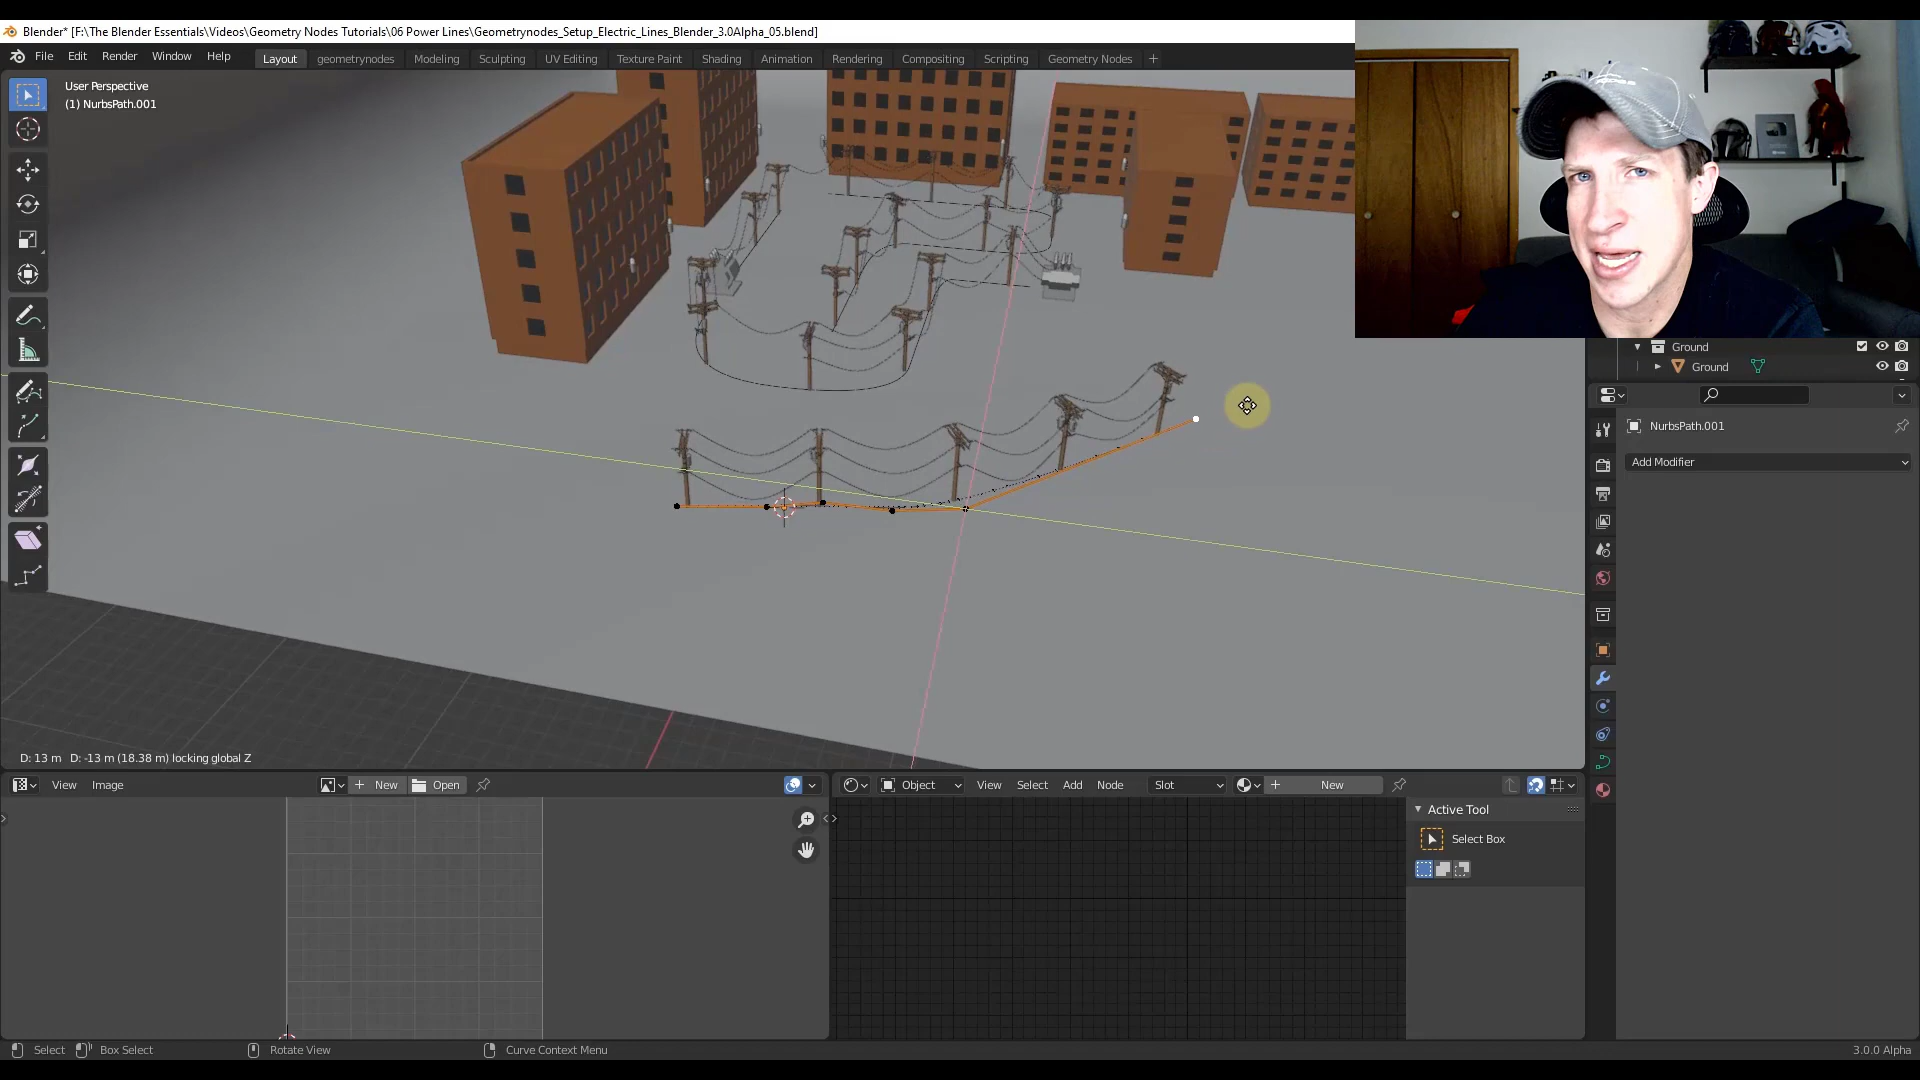 Blender* [F:\The Blender Essentials\Videos\Geometry Nodes Tutorials\06 Power Lines\Geometrynodes_Setup_Electric_Lines_Blender_3.0Alpha_05.blend]
File Edit Render Window Help Layout geometrynodes Modeling Sculpting UV Editing Texture Paint Shading Animation Rendering Compositing Scripting Geometry Nodes
User Perspective
(1) NurbsPath.001
Ground
Ground
NurbsPath.001
Add Modifier
D: 13 m D: -13 m (18.38 m) locking global Z
View Image New Open Object View Select Add Node Slot New
Active Tool
Select Box
Select Box Select Rotate View Curve Context Menu 3.0.0 Alpha